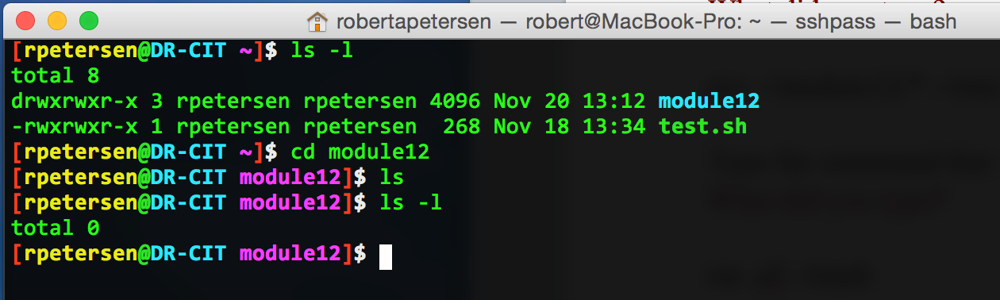 robertapetersen — robert@MacBook-Pro: ~ — sshpass — bash
[rpetersen@DR-CIT ~]$ ls -l
total 8
drwxrwxr-x 3 rpetersen rpetersen 4096 Nov 20 13:12 module12
-rwxrwxr-x 1 rpetersen rpetersen  268 Nov 18 13:34 test.sh
[rpetersen@DR-CIT ~]$ cd module12
[rpetersen@DR-CIT module12]$ ls
[rpetersen@DR-CIT module12]$ ls -l
total 0
[rpetersen@DR-CIT module12]$